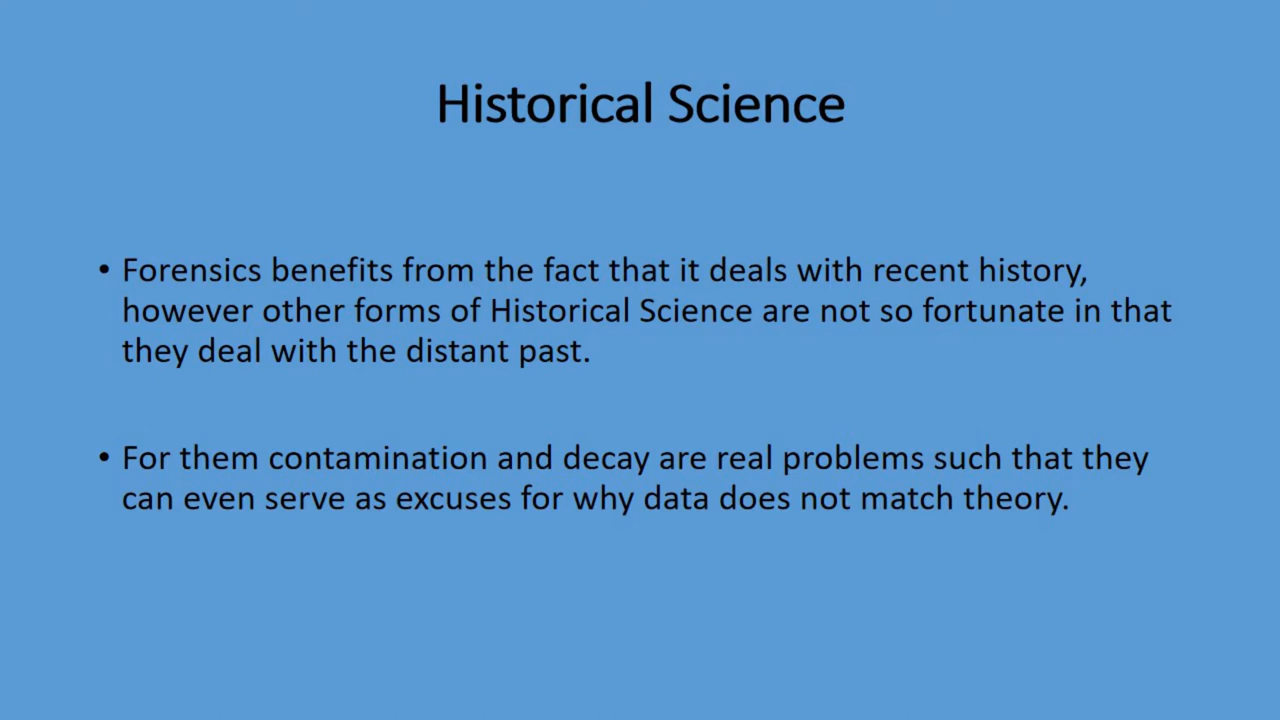 Historical Science
• Forensics benefits from the fact that it deals with recent history,
however other forms of Historical Science are not so fortunate in that
they deal with the distant past.
• For them contamination and decay are real problems such that they
can even serve as excuses for why data does not match theory.